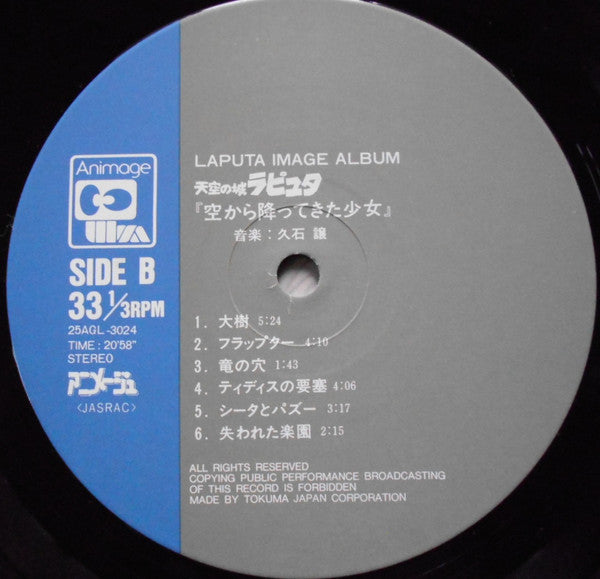 Animage
SIDE B
33 1/3RPM
25AGL-3024
TIME : 20'58"
STEREO
アニメージュ
<JASRAC>
LAPUTA IMAGE ALBUM
天空の城ラピュタ
『空から降ってきた少女』
音楽：久石 譲
1. 大樹 5:24
2. フラップター 4:10
3. 竜の穴 1:43
4. ティディスの要塞 4:06
5. シータとパズー 3:17
6. 失われた楽園 2:15
ALL RIGHTS RESERVED
COPYING PUBLIC PERFORMANCE BROADCASTING
OF THIS RECORD IS FORBIDDEN
MADE BY TOKUMA JAPAN CORPORATION